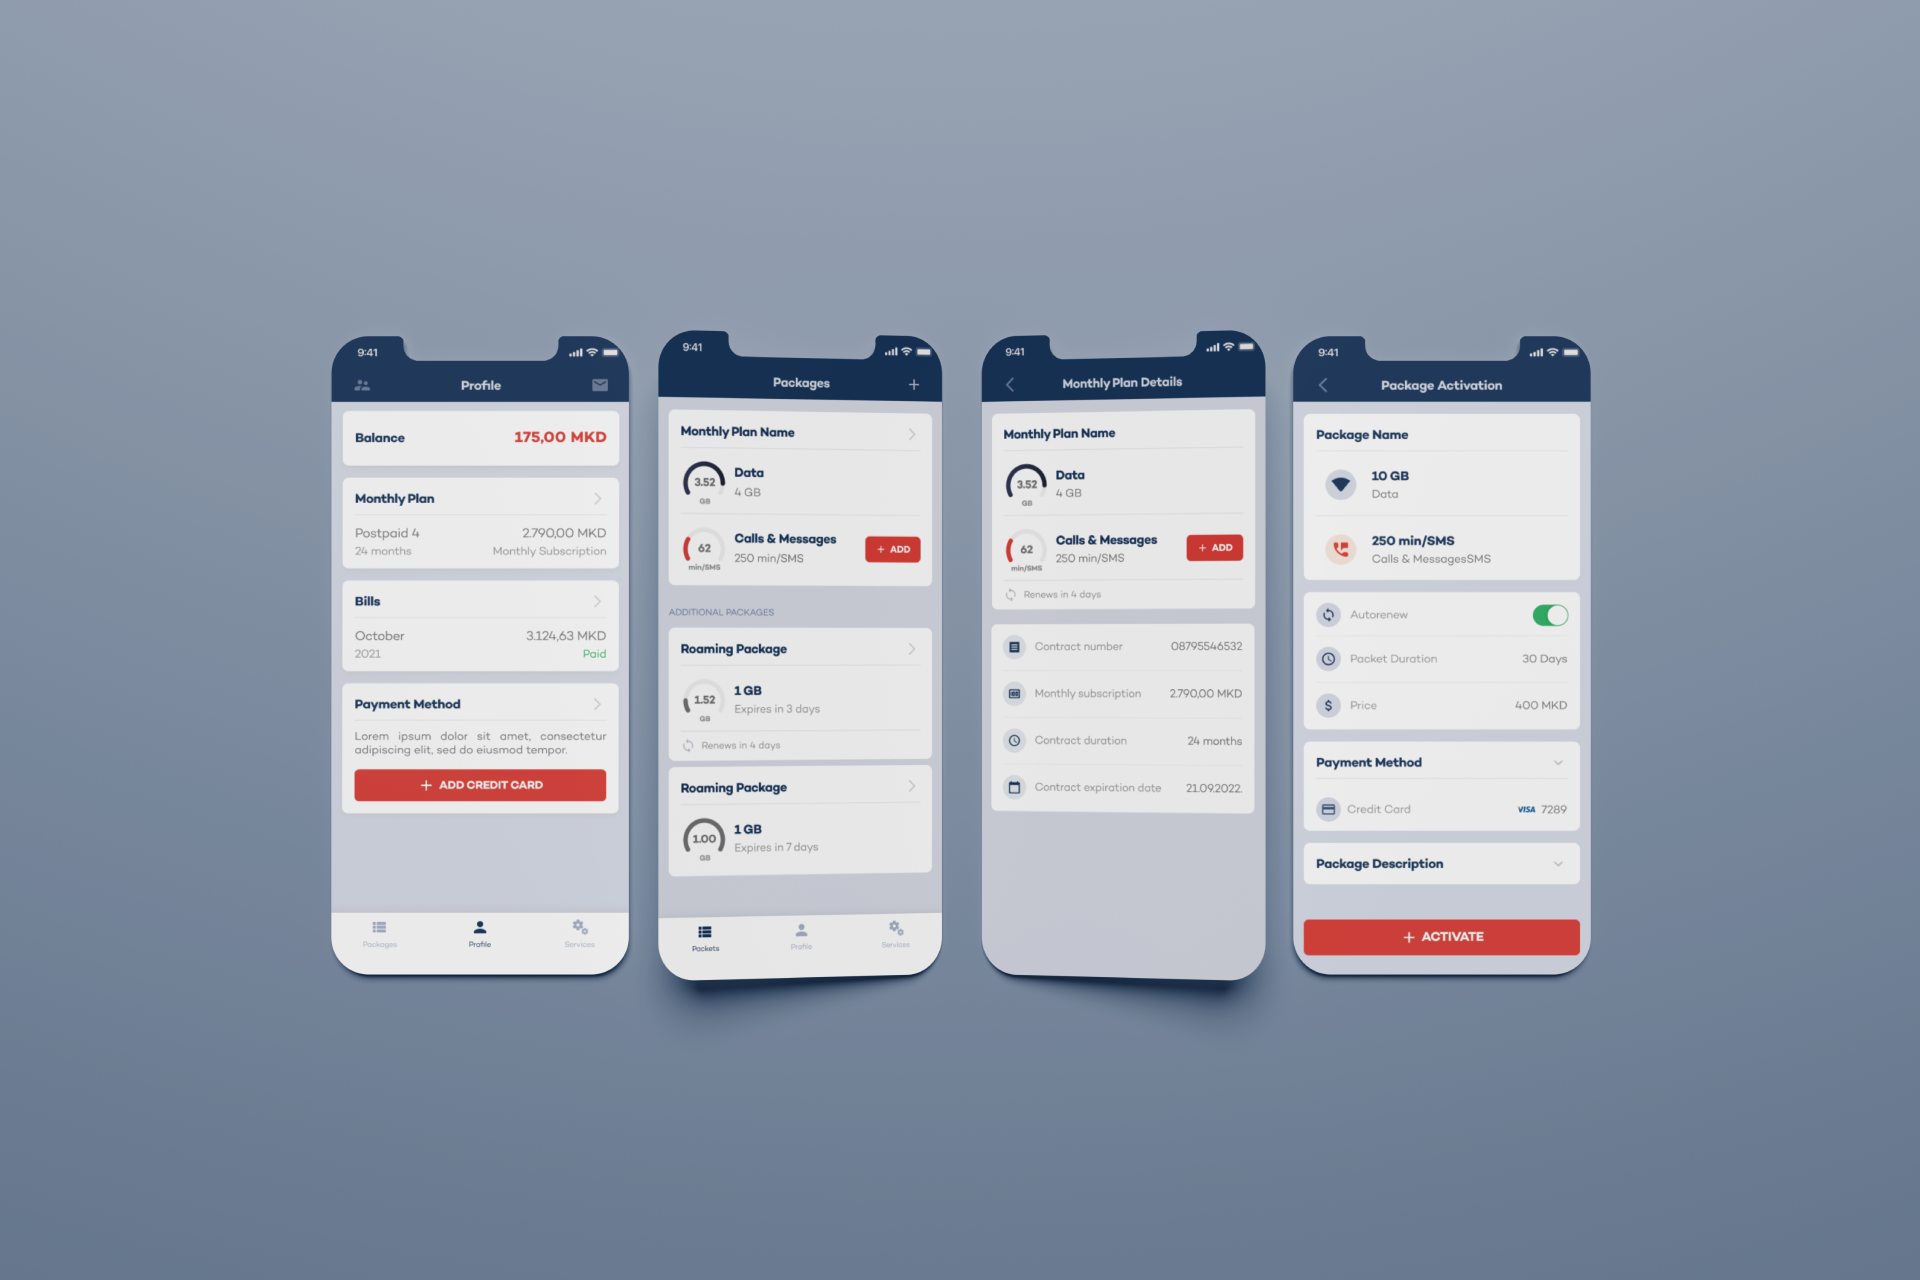 9:41
Profile
Balance
175,00 MKD
Monthly Plan
Postpaid 4
2.790,00 MKD
24 months
Monthly Subscription
Bills
October
3.124,63 MKD
2021
Paid
Payment Method
Lorem ipsum dolor sit amet, consectetur
adipiscing elit, sed do eiusmod tempor.
+ ADD CREDIT CARD
Packages
Profile
Services
9:41
Packages
+
Monthly Plan Name
3.52
GB
Data
4 GB
62
min/SMS
Calls & Messages
250 min/SMS
+ ADD
ADDITIONAL PACKAGES
Roaming Package
1.52
GB
1 GB
Expires in 3 days
Renews in 4 days
Roaming Package
1.00
GB
1 GB
Expires in 7 days
Packets
Profile
Services
9:41
Monthly Plan Details
Monthly Plan Name
3.52
GB
Data
4 GB
62
min/SMS
Calls & Messages
250 min/SMS
+ ADD
Renews in 4 days
Contract number
08795546532
Monthly subscription
2.790,00 MKD
Contract duration
24 months
Contract expiration date
21.09.2022.
9:41
Package Activation
Package Name
10 GB
Data
250 min/SMS
Calls & MessagesSMS
Autorenew
Packet Duration
30 Days
$
Price
400 MKD
Payment Method
Credit Card
VISA 7289
Package Description
+ ACTIVATE